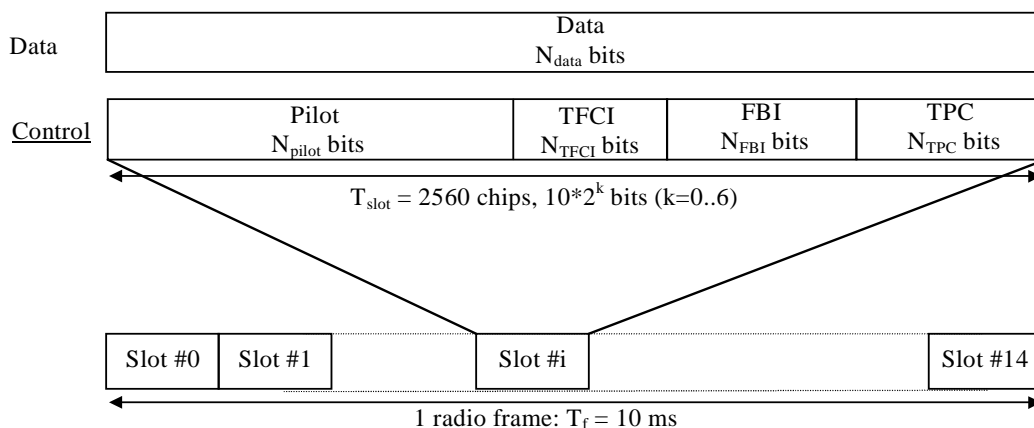 Data
Data
N_data bits
Control
Pilot
N_pilot bits
TFCI
N_TFCI bits
FBI
N_FBI bits
TPC
N_TPC bits
T_slot = 2560 chips, 10*2^k bits (k=0..6)
Slot #0
Slot #1
Slot #i
Slot #14
1 radio frame: T_f = 10 ms